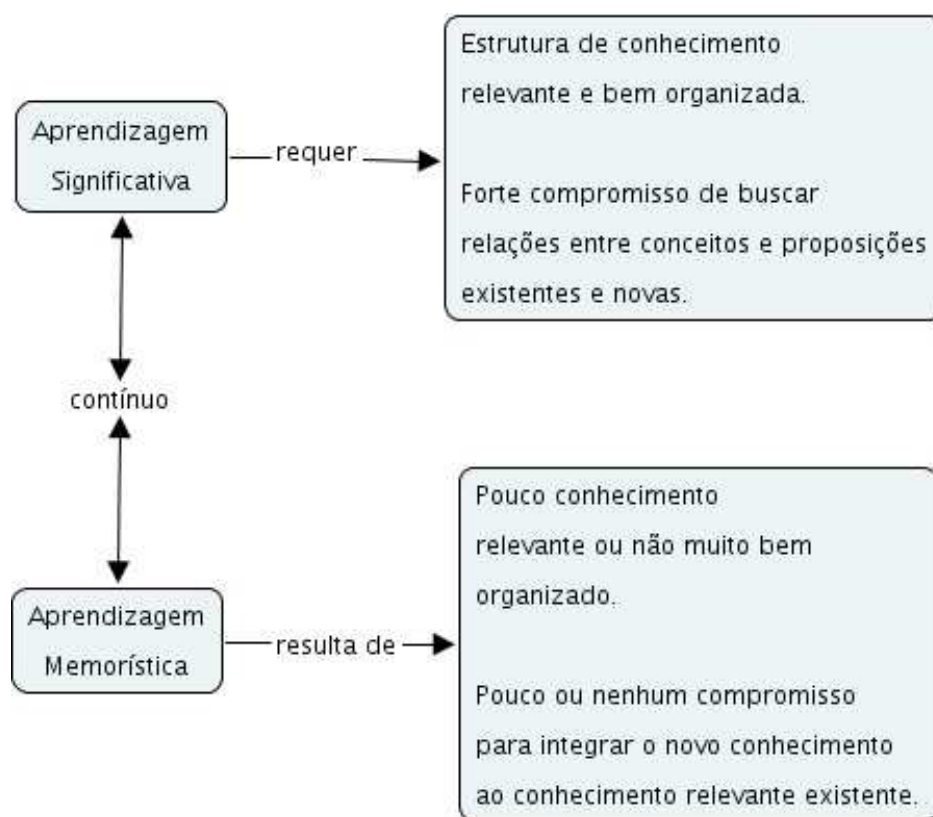 Aprendizagem
Significativa
requer
Estrutura de conhecimento
relevante e bem organizada.
Forte compromisso de buscar
relações entre conceitos e proposições
existentes e novas.
contínuo
Aprendizagem
Memorística
resulta de
Pouco conhecimento
relevante ou não muito bem
organizado.
Pouco ou nenhum compromisso
para integrar o novo conhecimento
ao conhecimento relevante existente.